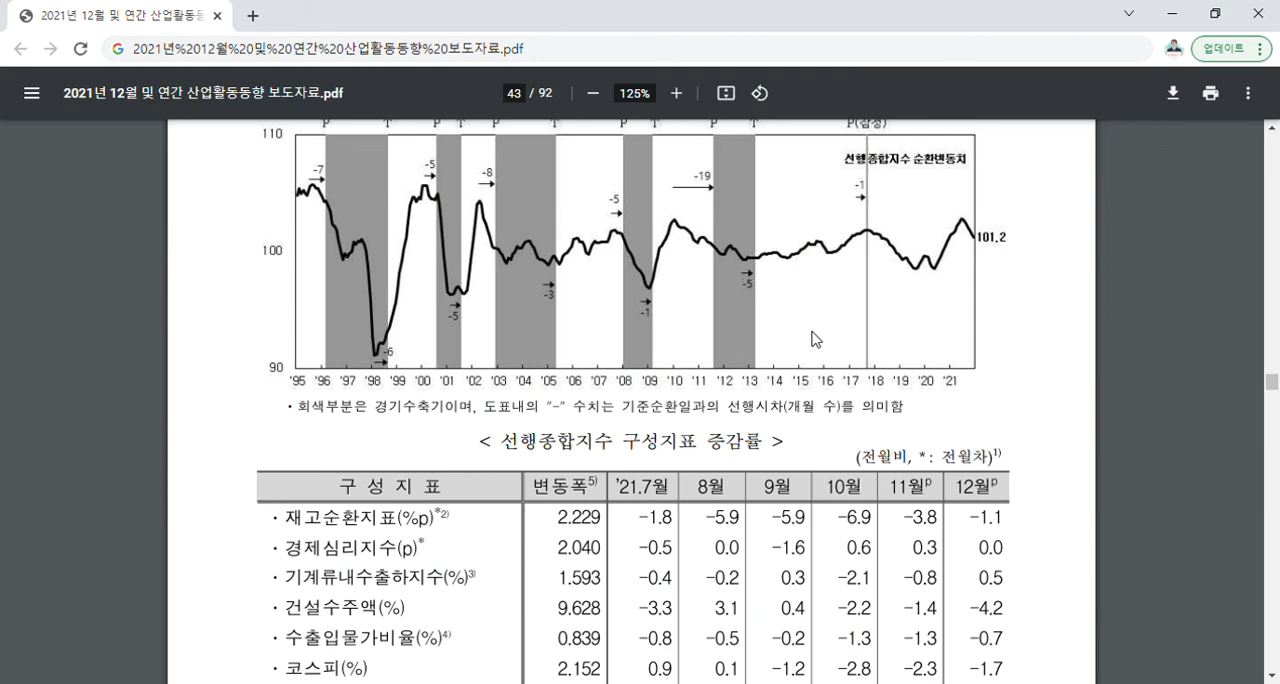 2021년 12월 및 연간 산업활동동
2021년%2012월%20및%20연간%20산업활동동향%20보도자료.pdf
업데이트
2021년 12월 및 연간 산업활동동향 보도자료.pdf
43 / 92
125%
P T P T P T P T P T P(잠정)
110
선행종합지수 순환변동치
-7 -5 -8 -5 -19 -1
100
101.2
-6 -5 -3 -1 -5
90
'95 '96 '97 '98 '99 '00 '01 '02 '03 '04 '05 '06 '07 '08 '09 '10 '11 '12 '13 '14 '15 '16 '17 '18 '19 '20 '21
• 회색부분은 경기수축기이며, 도표내의 "-" 수치는 기준순환일과의 선행시차(개월 수)를 의미함
< 선행종합지수 구성지표 증감률 >
(전월비, * : 전월차)1)
구 성 지 표 변동폭5) '21.7월 8월 9월 10월 11월p 12월p
· 재고순환지표(%p)*2) 2.229 -1.8 -5.9 -5.9 -6.9 -3.8 -1.1
· 경제심리지수(p)* 2.040 -0.5 0.0 -1.6 0.6 0.3 0.0
· 기계류내수출하지수(%)3) 1.593 -0.4 -0.2 0.3 -2.1 -0.8 0.5
· 건설수주액(%) 9.628 -3.3 3.1 0.4 -2.2 -1.4 -4.2
· 수출입물가비율(%)4) 0.839 -0.8 -0.5 -0.2 -1.3 -1.3 -0.7
· 코스피(%) 2.152 0.9 0.1 -1.2 -2.8 -2.3 -1.7